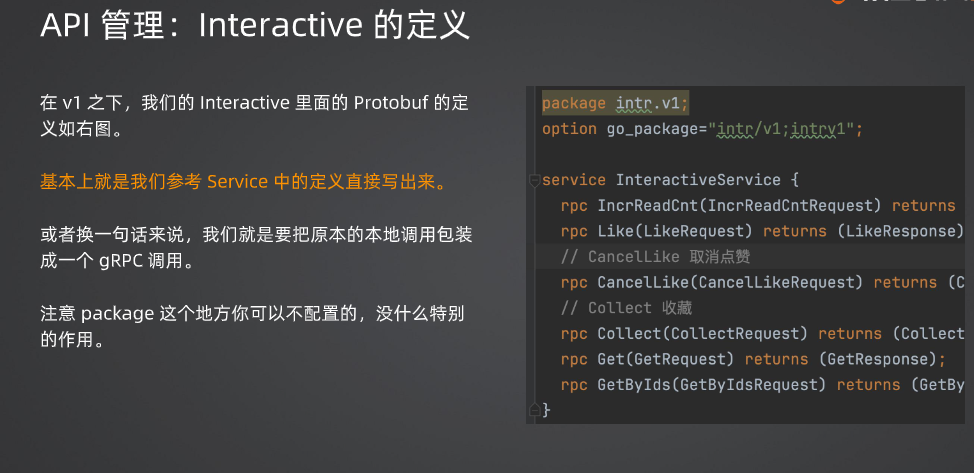 API 管理：Interactive 的定义
在 v1 之下，我们的 Interactive 里面的 Protobuf 的定
义如右图。
基本上就是我们参考 Service 中的定义直接写出来。
或者换一句话来说，我们就是要把原本的本地调用包装
成一个 gRPC 调用。
注意 package 这个地方你可以不配置的，没什么特别
的作用。
package intr.v1;
option go_package="intr/v1;intrv1";
service InteractiveService {
rpc IncrReadCnt(IncrReadCntRequest) returns
rpc Like(LikeRequest) returns (LikeResponse)
// CancelLike 取消点赞
rpc CancelLike(CancelLikeRequest) returns (C
// Collect 收藏
rpc Collect(CollectRequest) returns (Collect
rpc Get(GetRequest) returns (GetResponse);
rpc GetByIds(GetByIdsRequest) returns (GetBy
}